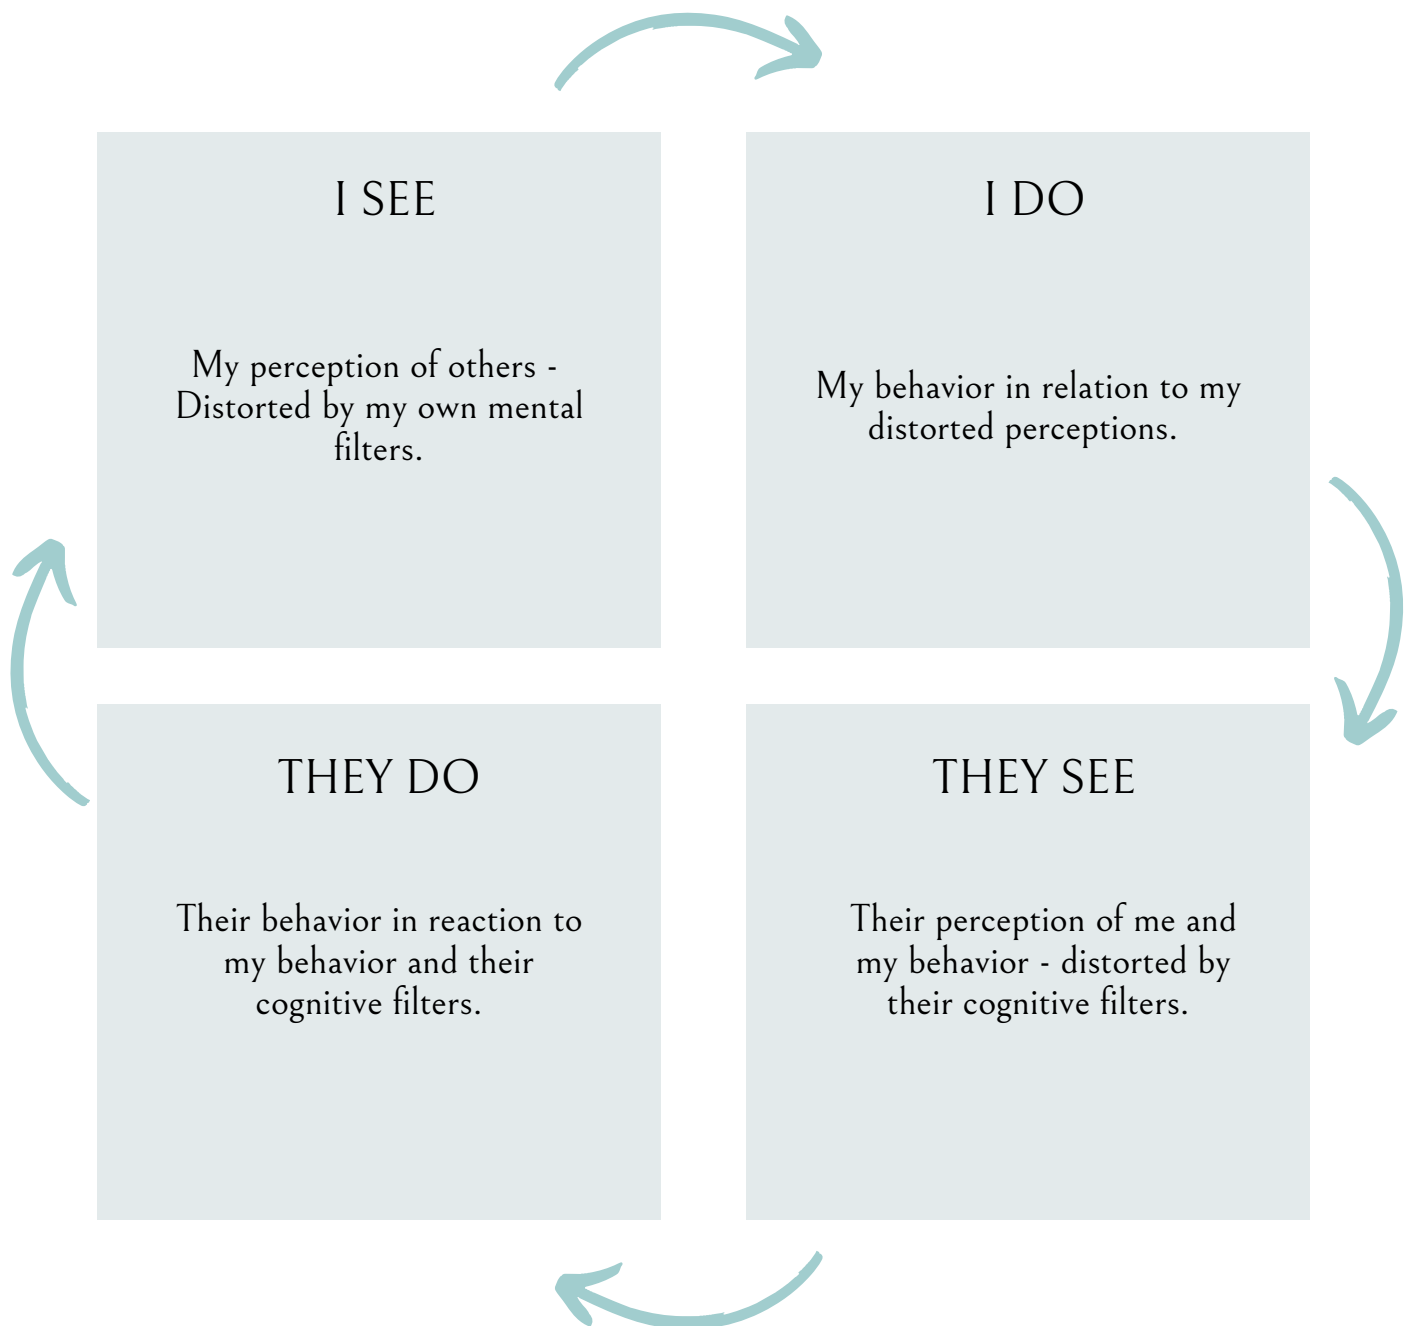 I SEE
My perception of others -
Distorted by my own mental
filters.
I DO
My behavior in relation to my
distorted perceptions.
THEY DO
Their behavior in reaction to
my behavior and their
cognitive filters.
THEY SEE
Their perception of me and
my behavior - distorted by
their cognitive filters.